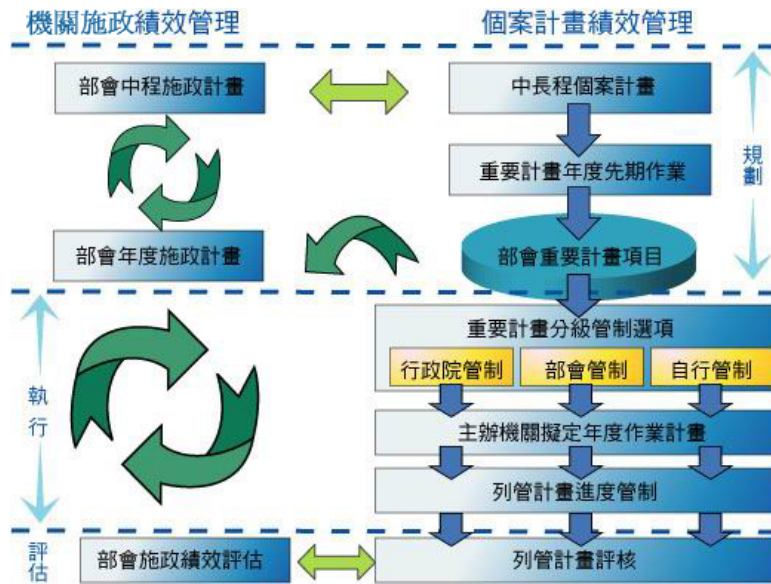 機關施政績效管理
個案計畫績效管理
部會中程施政計畫
中長程個案計畫
重要計畫年度先期作業
規劃
部會年度施政計畫
部會重要計畫項目
重要計畫分級管制選項
行政院管制
部會管制
自行管制
執行
主辦機關擬定年度作業計畫
列管計畫進度管制
評估
部會施政績效評估
列管計畫評核